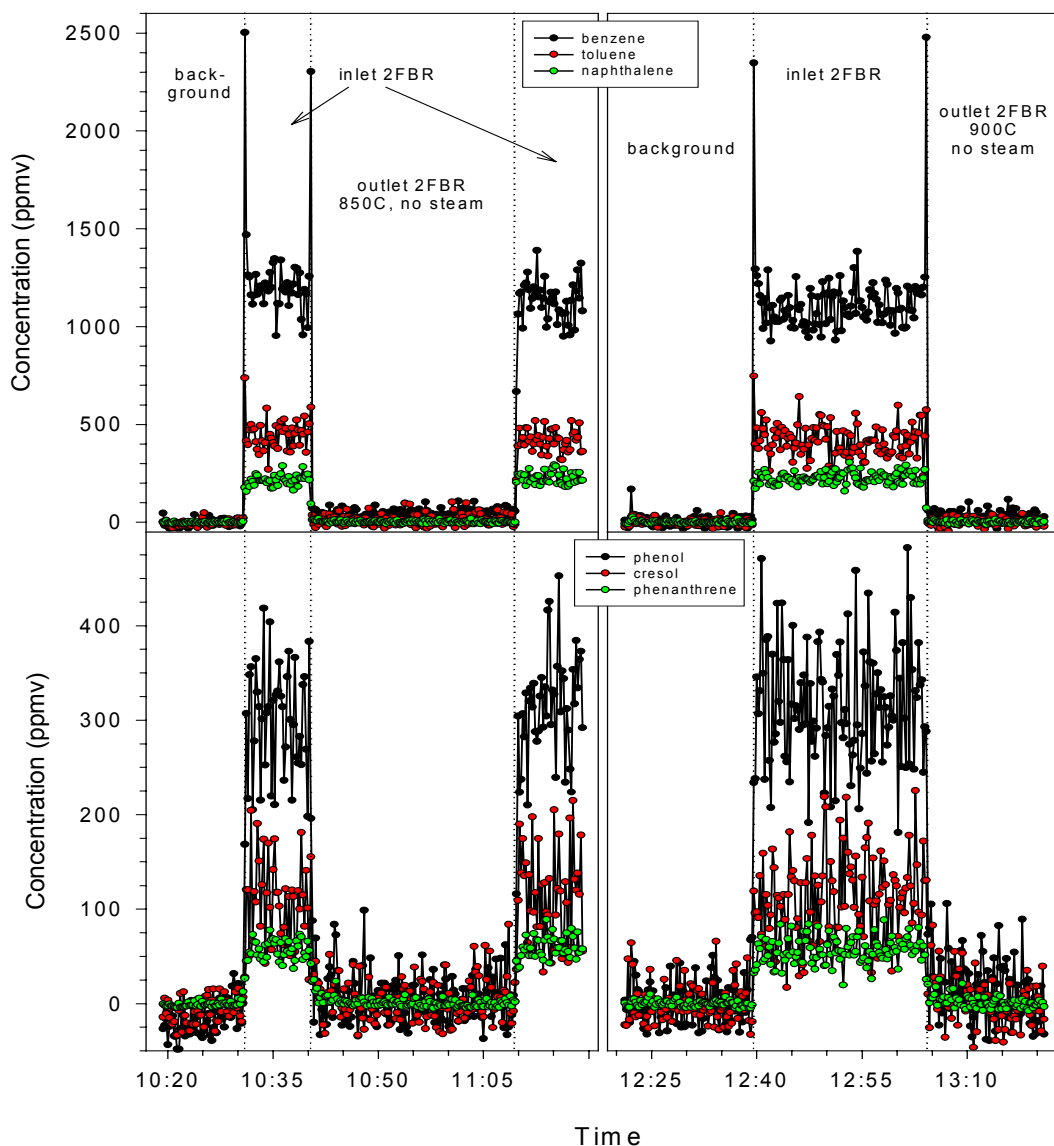 benzene
toluene
naphthalene
back-
ground
inlet 2FBR
outlet 2FBR
850C, no steam
background
inlet 2FBR
outlet 2FBR
900C
no steam
Concentration (ppmv)
2500
2000
1500
1000
500
0
phenol
cresol
phenanthrene
Concentration (ppmv)
400
300
200
100
0
10:20 10:35 10:50 11:05 12:25 12:40 12:55 13:10
Time